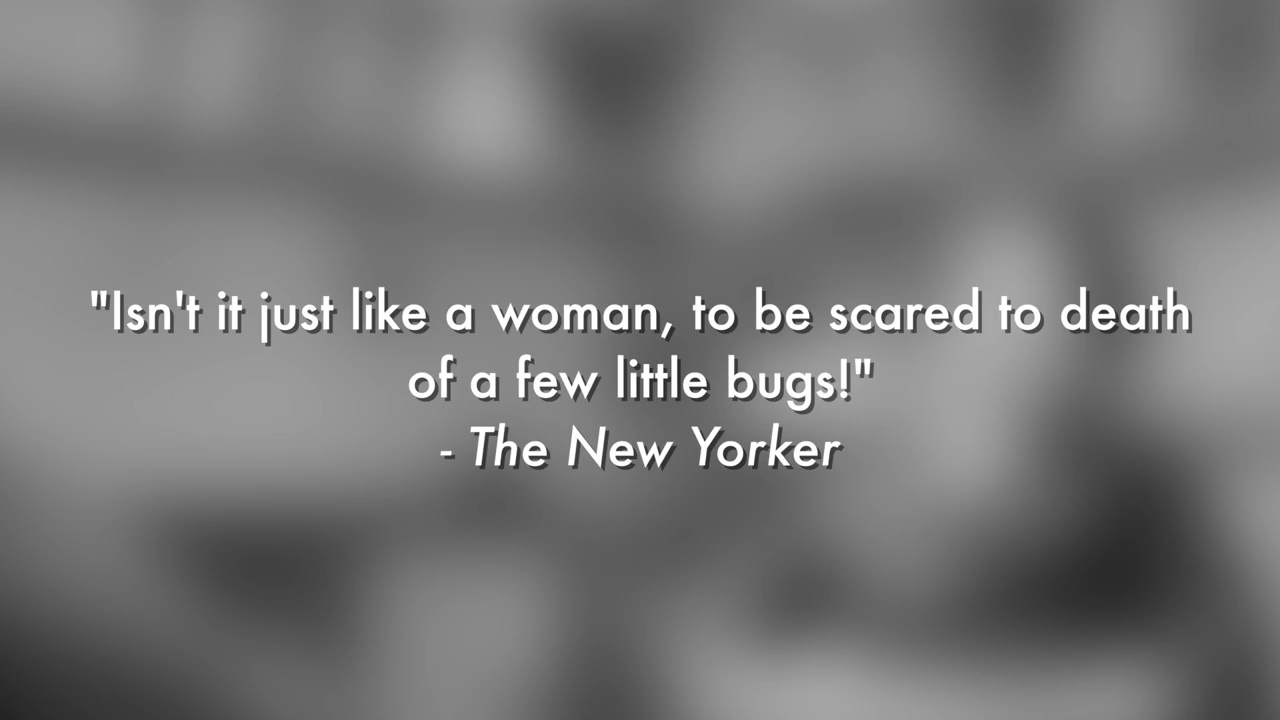 "Isn't it just like a woman, to be scared to death
of a few little bugs!"
- The New Yorker